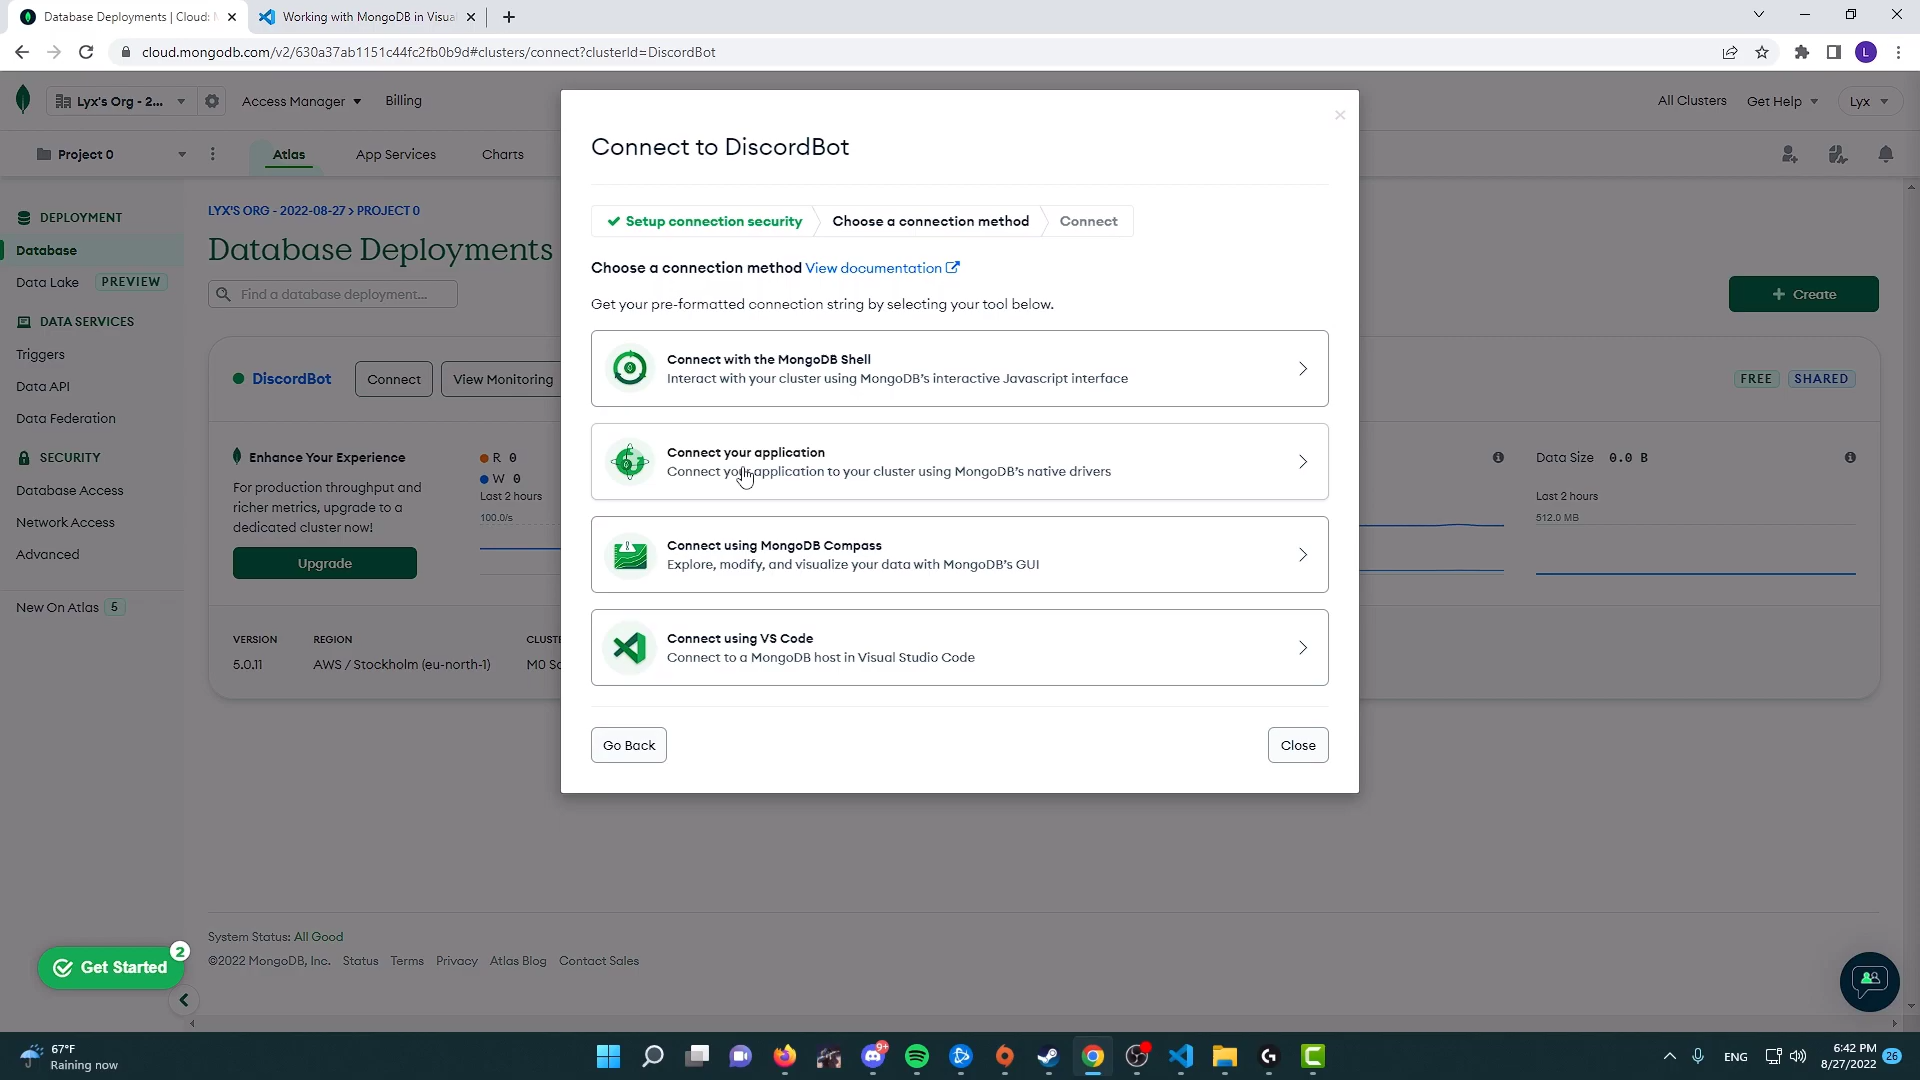 Database Deployments | Cloud: M
Working with MongoDB in Visua
cloud.mongodb.com/v2/630a37ab1151c44fc2fb0b9d#clusters/connect?clusterId=DiscordBot
L
Lyx's Org - 2...
Access Manager
Billing
All Clusters
Get Help
Lyx
Project 0
Atlas
App Services
Charts
DEPLOYMENT
Database
Data Lake PREVIEW
DATA SERVICES
Triggers
Data API
Data Federation
SECURITY
Database Access
Network Access
Advanced
New On Atlas 5
LYX'S ORG - 2022-08-27 > PROJECT 0
Database Deployments
Find a database deployment...
+ Create
DiscordBot
Connect
View Monitoring
FREE
SHARED
Enhance Your Experience
For production throughput and
richer metrics, upgrade to a
dedicated cluster now!
Upgrade
R 0
W 0
Last 2 hours
100.0/s
Data Size 0.0 B
Last 2 hours
512.0 MB
VERSION
5.0.11
REGION
AWS / Stockholm (eu-north-1)
CLUSTE
M0 Sa
Connect to DiscordBot
Setup connection security
Choose a connection method
Connect
Choose a connection method View documentation
Get your pre-formatted connection string by selecting your tool below.
Connect with the MongoDB Shell
Interact with your cluster using MongoDB's interactive Javascript interface
Connect your application
Connect your application to your cluster using MongoDB's native drivers
Connect using MongoDB Compass
Explore, modify, and visualize your data with MongoDB's GUI
Connect using VS Code
Connect to a MongoDB host in Visual Studio Code
Go Back
Close
System Status: All Good
©2022 MongoDB, Inc. Status Terms Privacy Atlas Blog Contact Sales
Get Started
2
67°F
Raining now
9+
ENG
6:42 PM
8/27/2022
26